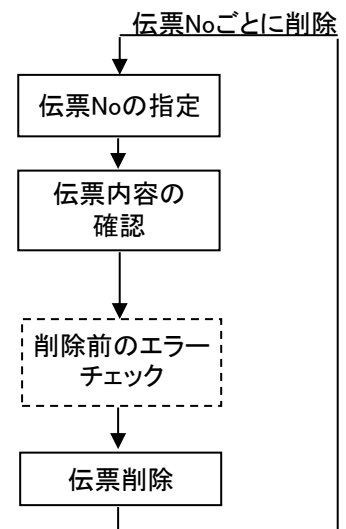 伝票Noごとに削除
伝票Noの指定
伝票内容の
確認
削除前のエラー
チェック
伝票削除